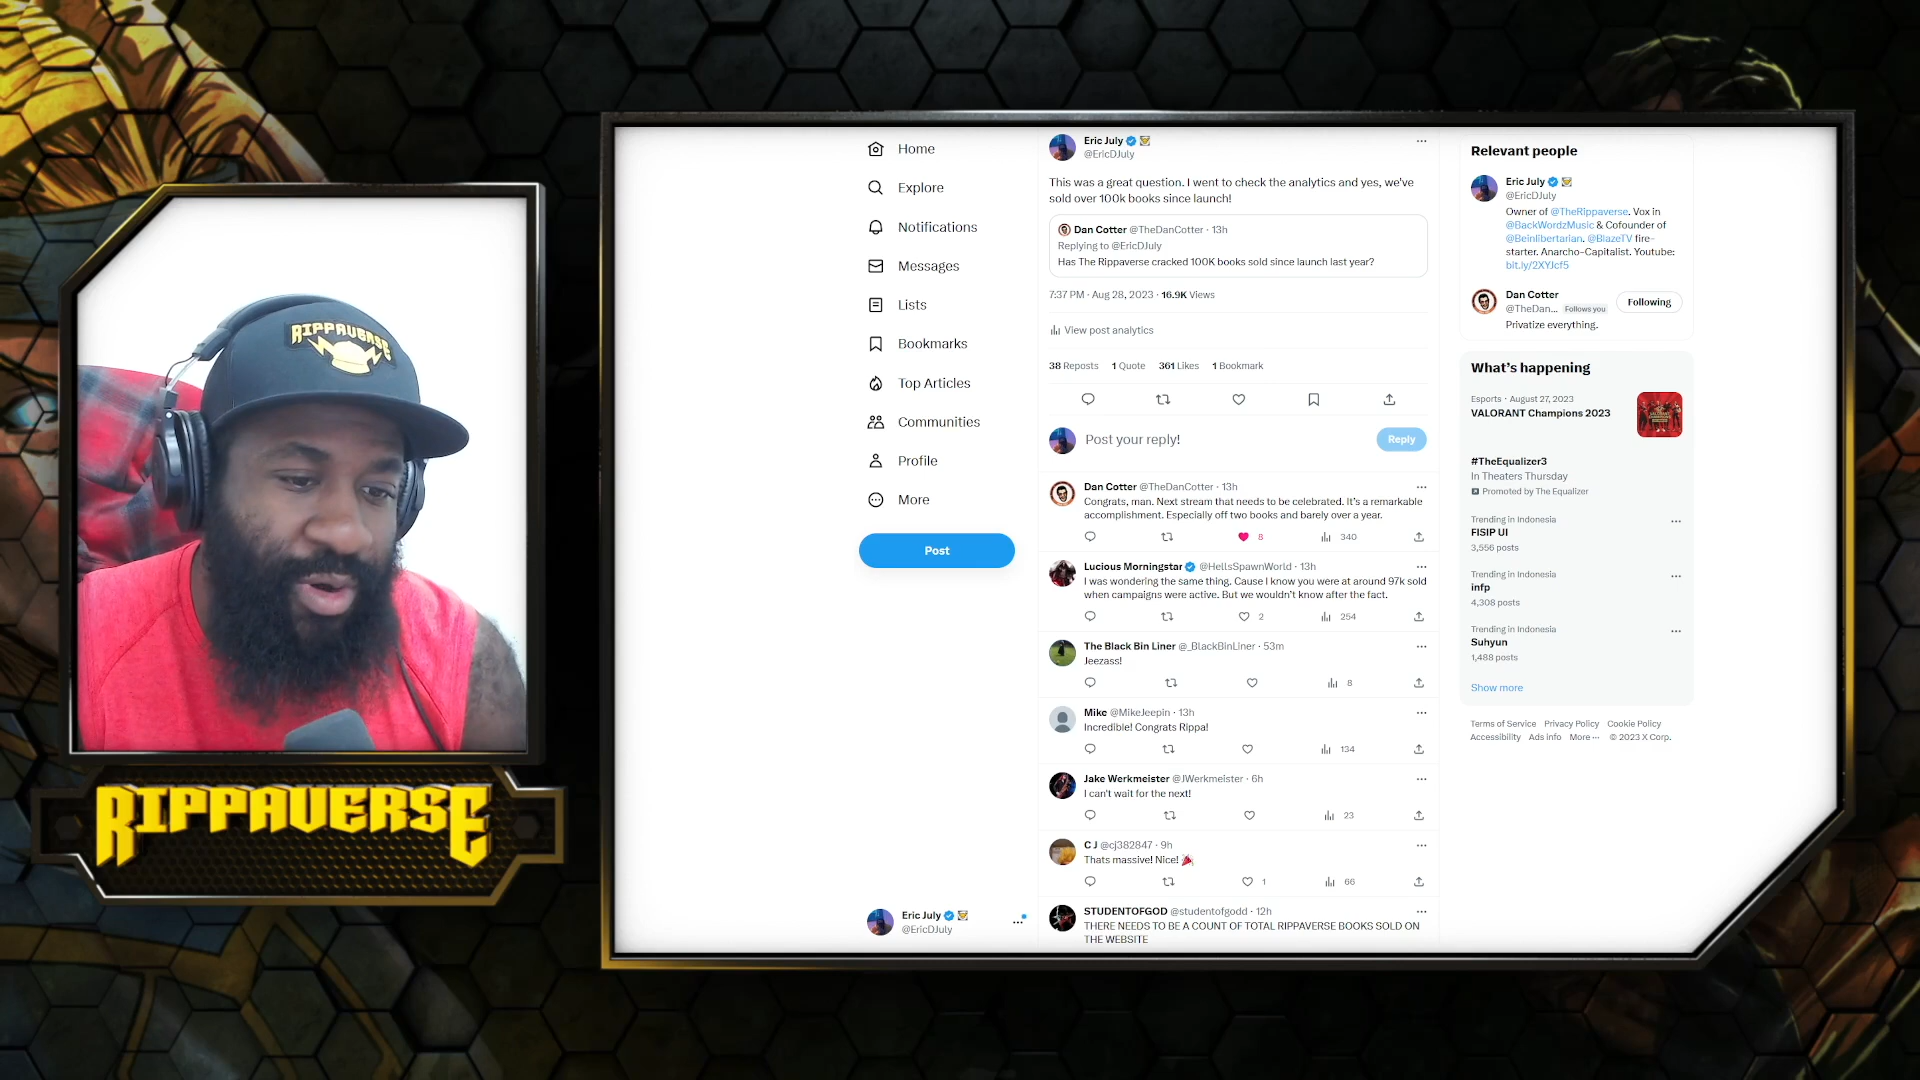 RIPPAVERSE
RIPPAVERSE
Home
Explore
Notifications
Messages
Lists
Bookmarks
Top Articles
Communities
Profile
More
Post
Eric July
@EricDJuly
Eric July
@EricDJuly
This was a great question. I went to check the analytics and yes, we've
sold over 100k books since launch!
Dan Cotter @TheDanCotter · 13h
Replying to @EricDJuly
Has The Rippaverse cracked 100K books sold since launch last year?
7:37 PM · Aug 28, 2023 · 16.9K Views
View post analytics
38 Reposts 1 Quote 361 Likes 1 Bookmark
Post your reply!
Reply
Dan Cotter @TheDanCotter · 13h
Congrats, man. Next stream that needs to be celebrated. It's a remarkable
accomplishment. Especially off two books and barely over a year.
8 340
Lucious Morningstar @HellsSpawnWorld · 13h
I was wondering the same thing. Cause I know you were at around 97k sold
when campaigns were active. But we wouldn't know after the fact.
2 254
The Black Bin Liner @_BlackBinLiner · 53m
Jeezass!
8
Mike @MikeJeepin · 13h
Incredible! Congrats Rippa!
134
Jake Werkmeister @JWerkmeister · 6h
I can't wait for the next!
23
C J @cj382847 · 9h
Thats massive! Nice! 🎉
1 66
STUDENTOFGOD @studentofgodd · 12h
THERE NEEDS TO BE A COUNT OF TOTAL RIPPAVERSE BOOKS SOLD ON
THE WEBSITE
Relevant people
Eric July
@EricDJuly
Owner of @TheRippaverse. Vox in
@BackWordzMusic & Cofounder of
@BeinIibertarian. @BlazeTV fire-
starter. Anarcho-Capitalist. Youtube:
bit.ly/2XYJcf5
Dan Cotter
@TheDan... Follows you
Following
Privatize everything.
What's happening
Esports · August 27, 2023
VALORANT Champions 2023
#TheEqualizer3
In Theaters Thursday
Promoted by The Equalizer
Trending in Indonesia
FISIP UI
3,556 posts
Trending in Indonesia
infp
4,308 posts
Trending in Indonesia
Suhyun
1,488 posts
Show more
Terms of Service Privacy Policy Cookie Policy
Accessibility Ads info More ··· © 2023 X Corp.